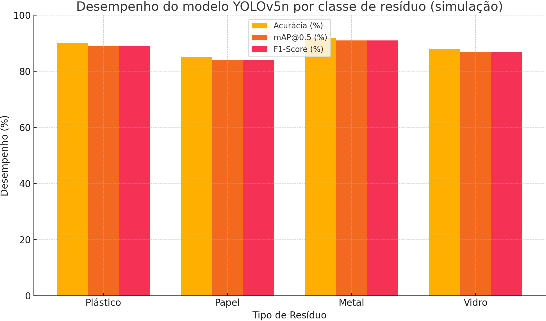 Desempenho do modelo YOLOv5n por classe de resíduo (simulação)
Acurácia (%)
mAP@0.5 (%)
F1-Score (%)
Desempenho (%)
100
80
60
40
20
0
Plástico
Papel
Metal
Vidro
Tipo de Resíduo